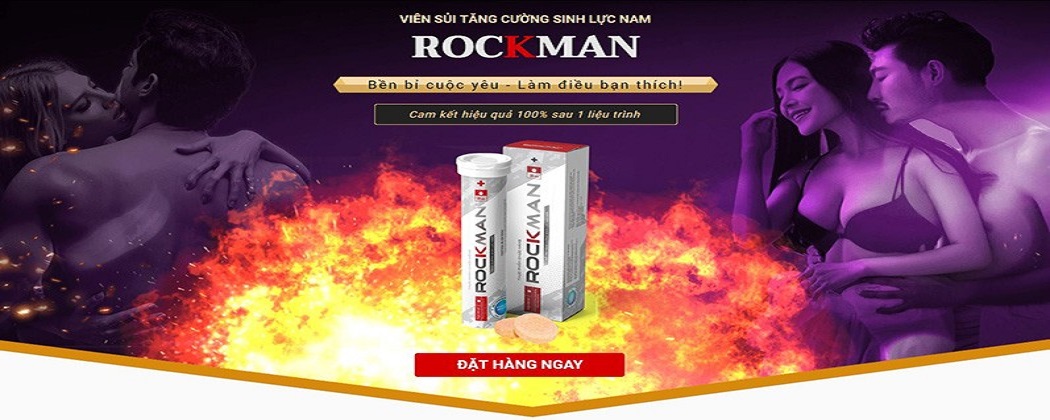 VIÊN SỦI TĂNG CƯỜNG SINH LỰC NAM
ROCKMAN
Bền bỉ cuộc yêu - Làm điều bạn thích!
Cam kết hiệu quả 100% sau 1 liệu trình
ROCKMAN
ROCKMAN
ĐẶT HÀNG NGAY